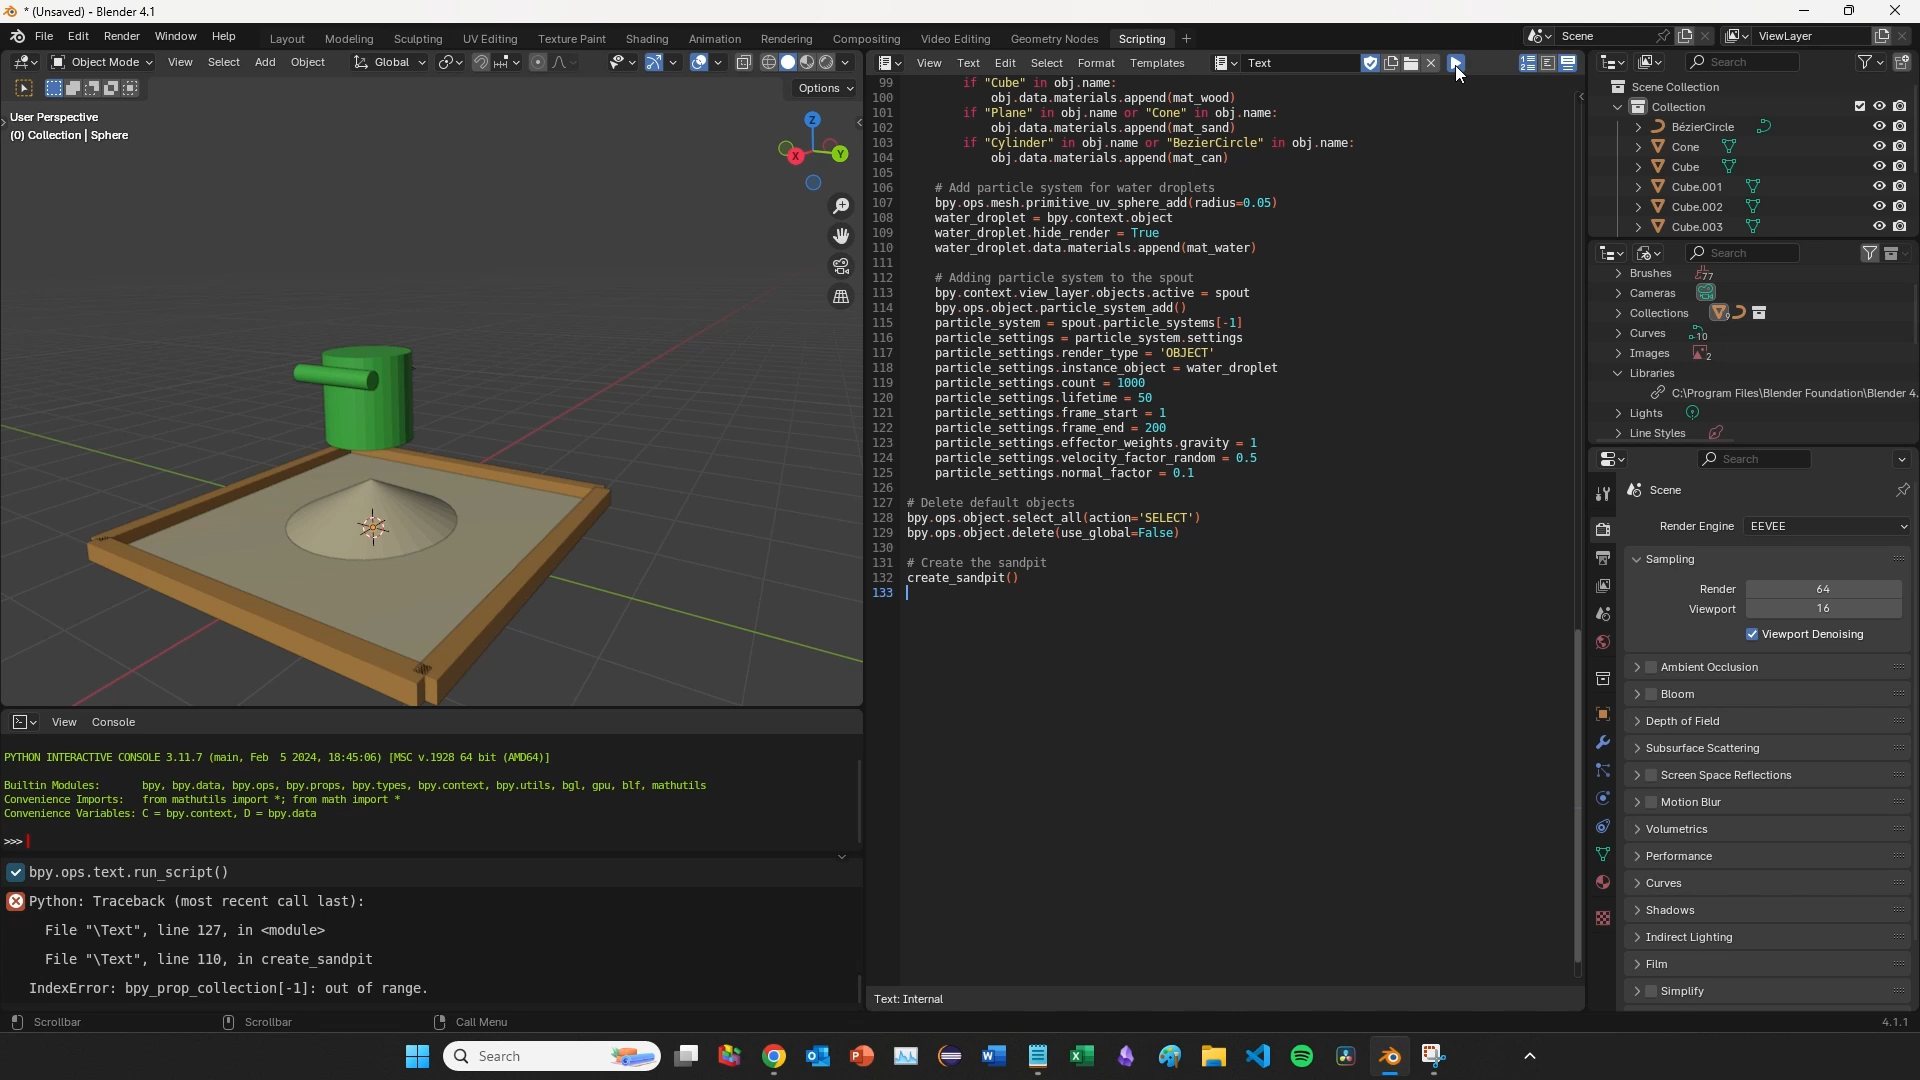 * (Unsaved) - Blender 4.1
File Edit Render Window Help
Layout Modeling Sculpting UV Editing Texture Paint Shading Animation Rendering Compositing Video Editing Geometry Nodes Scripting +
Scene
ViewLayer
Object Mode View Select Add Object Global
Options
User Perspective
(0) Collection | Sphere
Z
X
Y
View Text Edit Select Format Templates Text
99 if "Cube" in obj.name:
100 obj.data.materials.append(mat_wood)
101 if "Plane" in obj.name or "Cone" in obj.name:
102 obj.data.materials.append(mat_sand)
103 if "Cylinder" in obj.name or "BezierCircle" in obj.name:
104 obj.data.materials.append(mat_can)
105
106 # Add particle system for water droplets
107 bpy.ops.mesh.primitive_uv_sphere_add(radius=0.05)
108 water_droplet = bpy.context.object
109 water_droplet.hide_render = True
110 water_droplet.data.materials.append(mat_water)
111
112 # Adding particle system to the spout
113 bpy.context.view_layer.objects.active = spout
114 bpy.ops.object.particle_system_add()
115 particle_system = spout.particle_systems[-1]
116 particle_settings = particle_system.settings
117 particle_settings.render_type = 'OBJECT'
118 particle_settings.instance_object = water_droplet
119 particle_settings.count = 1000
120 particle_settings.lifetime = 50
121 particle_settings.frame_start = 1
122 particle_settings.frame_end = 200
123 particle_settings.effector_weights.gravity = 1
124 particle_settings.velocity_factor_random = 0.5
125 particle_settings.normal_factor = 0.1
126
127 # Delete default objects
128 bpy.ops.object.select_all(action='SELECT')
129 bpy.ops.object.delete(use_global=False)
130
131 # Create the sandpit
132 create_sandpit()
133
Text: Internal
View Console
PYTHON INTERACTIVE CONSOLE 3.11.7 (main, Feb  5 2024, 18:45:06) [MSC v.1928 64 bit (AMD64)]
Builtin Modules: bpy, bpy.data, bpy.ops, bpy.props, bpy.types, bpy.context, bpy.utils, bgl, gpu, blf, mathutils
Convenience Imports: from mathutils import *; from math import *
Convenience Variables: C = bpy.context, D = bpy.data
>>>
bpy.ops.text.run_script()
Python: Traceback (most recent call last):
File "\Text", line 127, in <module>
File "\Text", line 110, in create_sandpit
IndexError: bpy_prop_collection[-1]: out of range.
Search
Scene Collection
Collection
BézierCircle
Cone
Cube
Cube.001
Cube.002
Cube.003
Search
Brushes 77
Cameras
Collections 9
Curves 10
Images 2
Libraries
C:\Program Files\Blender Foundation\Blender 4.
Lights
Line Styles
Search
Scene
Render Engine EEVEE
Sampling
Render 64
Viewport 16
Viewport Denoising
Ambient Occlusion
Bloom
Depth of Field
Subsurface Scattering
Screen Space Reflections
Motion Blur
Volumetrics
Performance
Curves
Shadows
Indirect Lighting
Film
Simplify
Scrollbar Scrollbar Call Menu 4.1.1
Search